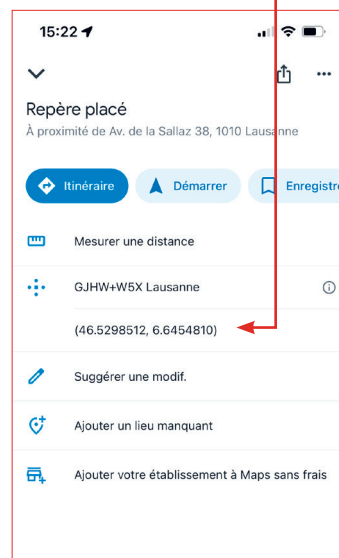 15:22
Repère placé
À proximité de Av. de la Sallaz 38, 1010 Lausanne
Itinéraire
Démarrer
Enregistre
Mesurer une distance
GJHW+W5X Lausanne
(46.5298512, 6.6454810)
Suggérer une modif.
Ajouter un lieu manquant
Ajouter votre établissement à Maps sans frais